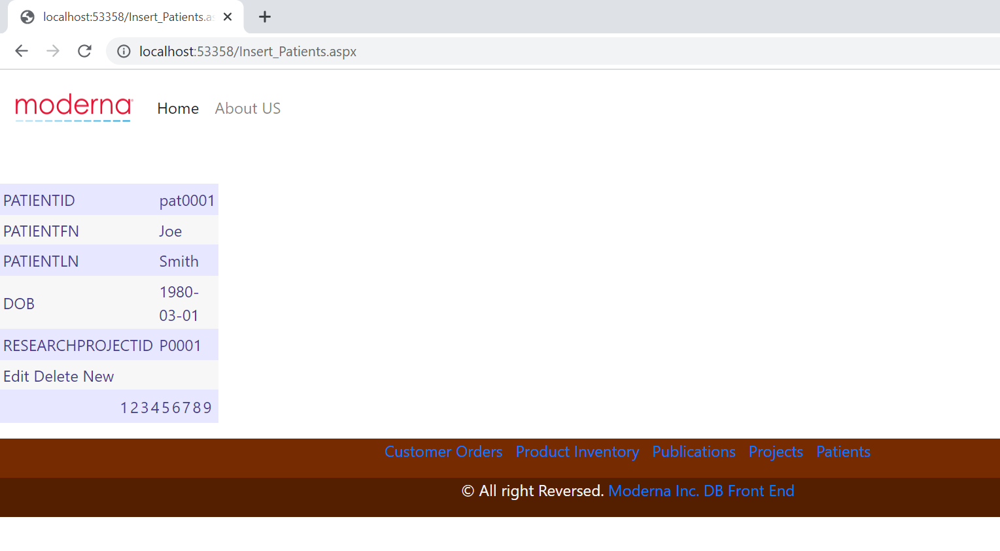 localhost:53358/Insert_Patients.as
localhost:53358/Insert_Patients.aspx
moderna
Home About US
PATIENTID pat0001
PATIENTFN Joe
PATIENTLN Smith
DOB 1980-
03-01
RESEARCHPROJECTID P0001
Edit Delete New
1 2 3 4 5 6 7 8 9
Customer Orders Product Inventory Publications Projects Patients
© All right Reversed. Moderna Inc. DB Front End